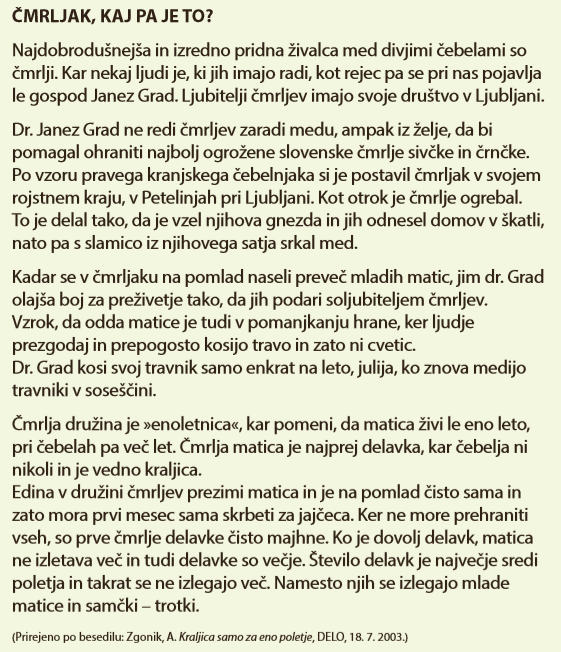 ČMRLJAK, KAJ PA JE TO?
Najdobrodušnejša in izredno pridna živalca med divjimi čebelami so
čmrlji. Kar nekaj ljudi je, ki jih imajo radi, kot rejec pa se pri nas pojavlja
le gospod Janez Grad. Ljubitelji čmrljev imajo svoje društvo v Ljubljani.
Dr. Janez Grad ne redi čmrljev zaradi medu, ampak iz želje, da bi
pomagal ohraniti najbolj ogrožene slovenske čmrlje sivčke in črnčke.
Po vzoru pravega kranjskega čebelnjaka si je postavil čmrljak v svojem
rojstnem kraju, v Petelinjah pri Ljubljani. Kot otrok je čmrlje ogrebal.
To je delal tako, da je vzel njihova gnezda in jih odnesel domov v škatli,
nato pa s slamico iz njihovega satja srkal med.
Kadar se v čmrljaku na pomlad naseli preveč mladih matic, jim dr. Grad
olajša boj za preživetje tako, da jih podari soljubiteljem čmrljev.
Vzrok, da odda matice je tudi v pomanjkanju hrane, ker ljudje
prezgodaj in prepogosto kosijo travo in zato ni cvetic.
Dr. Grad kosi svoj travnik samo enkrat na leto, julija, ko znova medijo
travniki v soseščini.
Čmrlja družina je »enoletnica«, kar pomeni, da matica živi le eno leto,
pri čebelah pa več let. Čmrlja matica je najprej delavka, kar čebelja ni
nikoli in je vedno kraljica.
Edina v družini čmrljev prezimi matica in je na pomlad čisto sama in
zato mora prvi mesec sama skrbeti za jajčeca. Ker ne more prehraniti
vseh, so prve čmrlje delavke čisto majhne. Ko je dovolj delavk, matica
ne izletava več in tudi delavke so večje. Število delavk je največje sredi
poletja in takrat se ne izlegajo več. Namesto njih se izlegajo mlade
matice in samčki – trotki.
(Prirejeno po besedilu: Zgonik, A. Kraljica samo za eno poletje, DELO, 18. 7. 2003.)